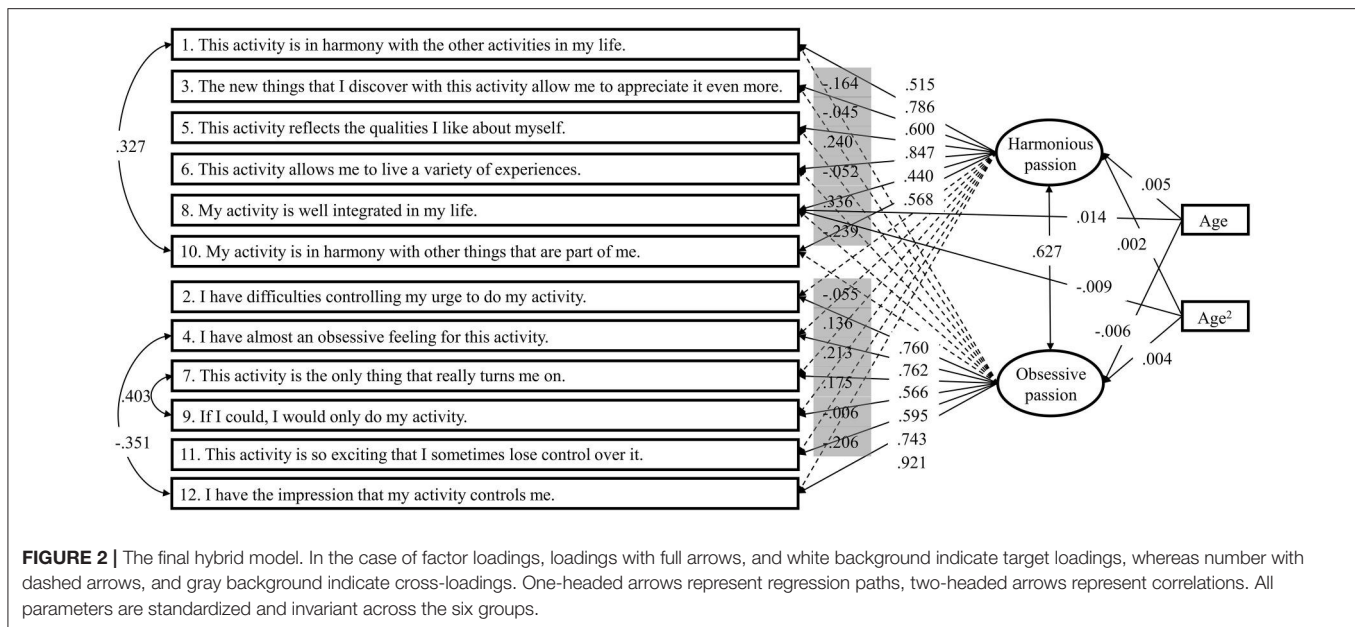 1. This activity is in harmony with the other activities in my life.
3. The new things that I discover with this activity allow me to appreciate it even more.
5. This activity reflects the qualities I like about myself.
6. This activity allows me to live a variety of experiences.
8. My activity is well integrated in my life.
10. My activity is in harmony with other things that are part of me.
2. I have difficulties controlling my urge to do my activity.
4. I have almost an obsessive feeling for this activity.
7. This activity is the only thing that really turns me on.
9. If I could, I would only do my activity.
11. This activity is so exciting that I sometimes lose control over it.
12. I have the impression that my activity controls me.
.327
.403
-.351
-.164
-.045
.240
-.052
.336
-.239
-.055
.136
.213
.175
-.006
-.206
.515
.786
.600
.847
.440
.568
.760
.762
.566
.595
.743
.921
Harmonious
passion
.627
Obsessive
passion
.005
.014
.002
-.009
-.006
.004
Age
Age²
FIGURE 2 | The final hybrid model. In the case of factor loadings, loadings with full arrows, and white background indicate target loadings, whereas number with
dashed arrows, and gray background indicate cross-loadings. One-headed arrows represent regression paths, two-headed arrows represent correlations. All
parameters are standardized and invariant across the six groups.